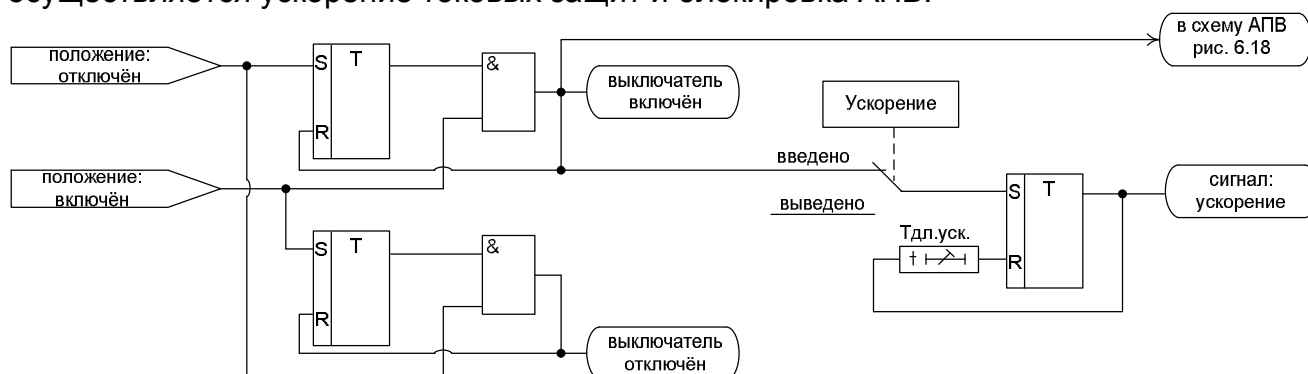 осуществляется ускорение токовых защит и блокировка АПВ.
в схему АПВ
рис. 6.18
положение:
отключён
S T
R
&
выключатель
включён
Ускорение
введено
выведено
положение:
включён
S T
R
&
выключатель
отключён
Tдл.уск.
S T
R
сигнал:
ускорение